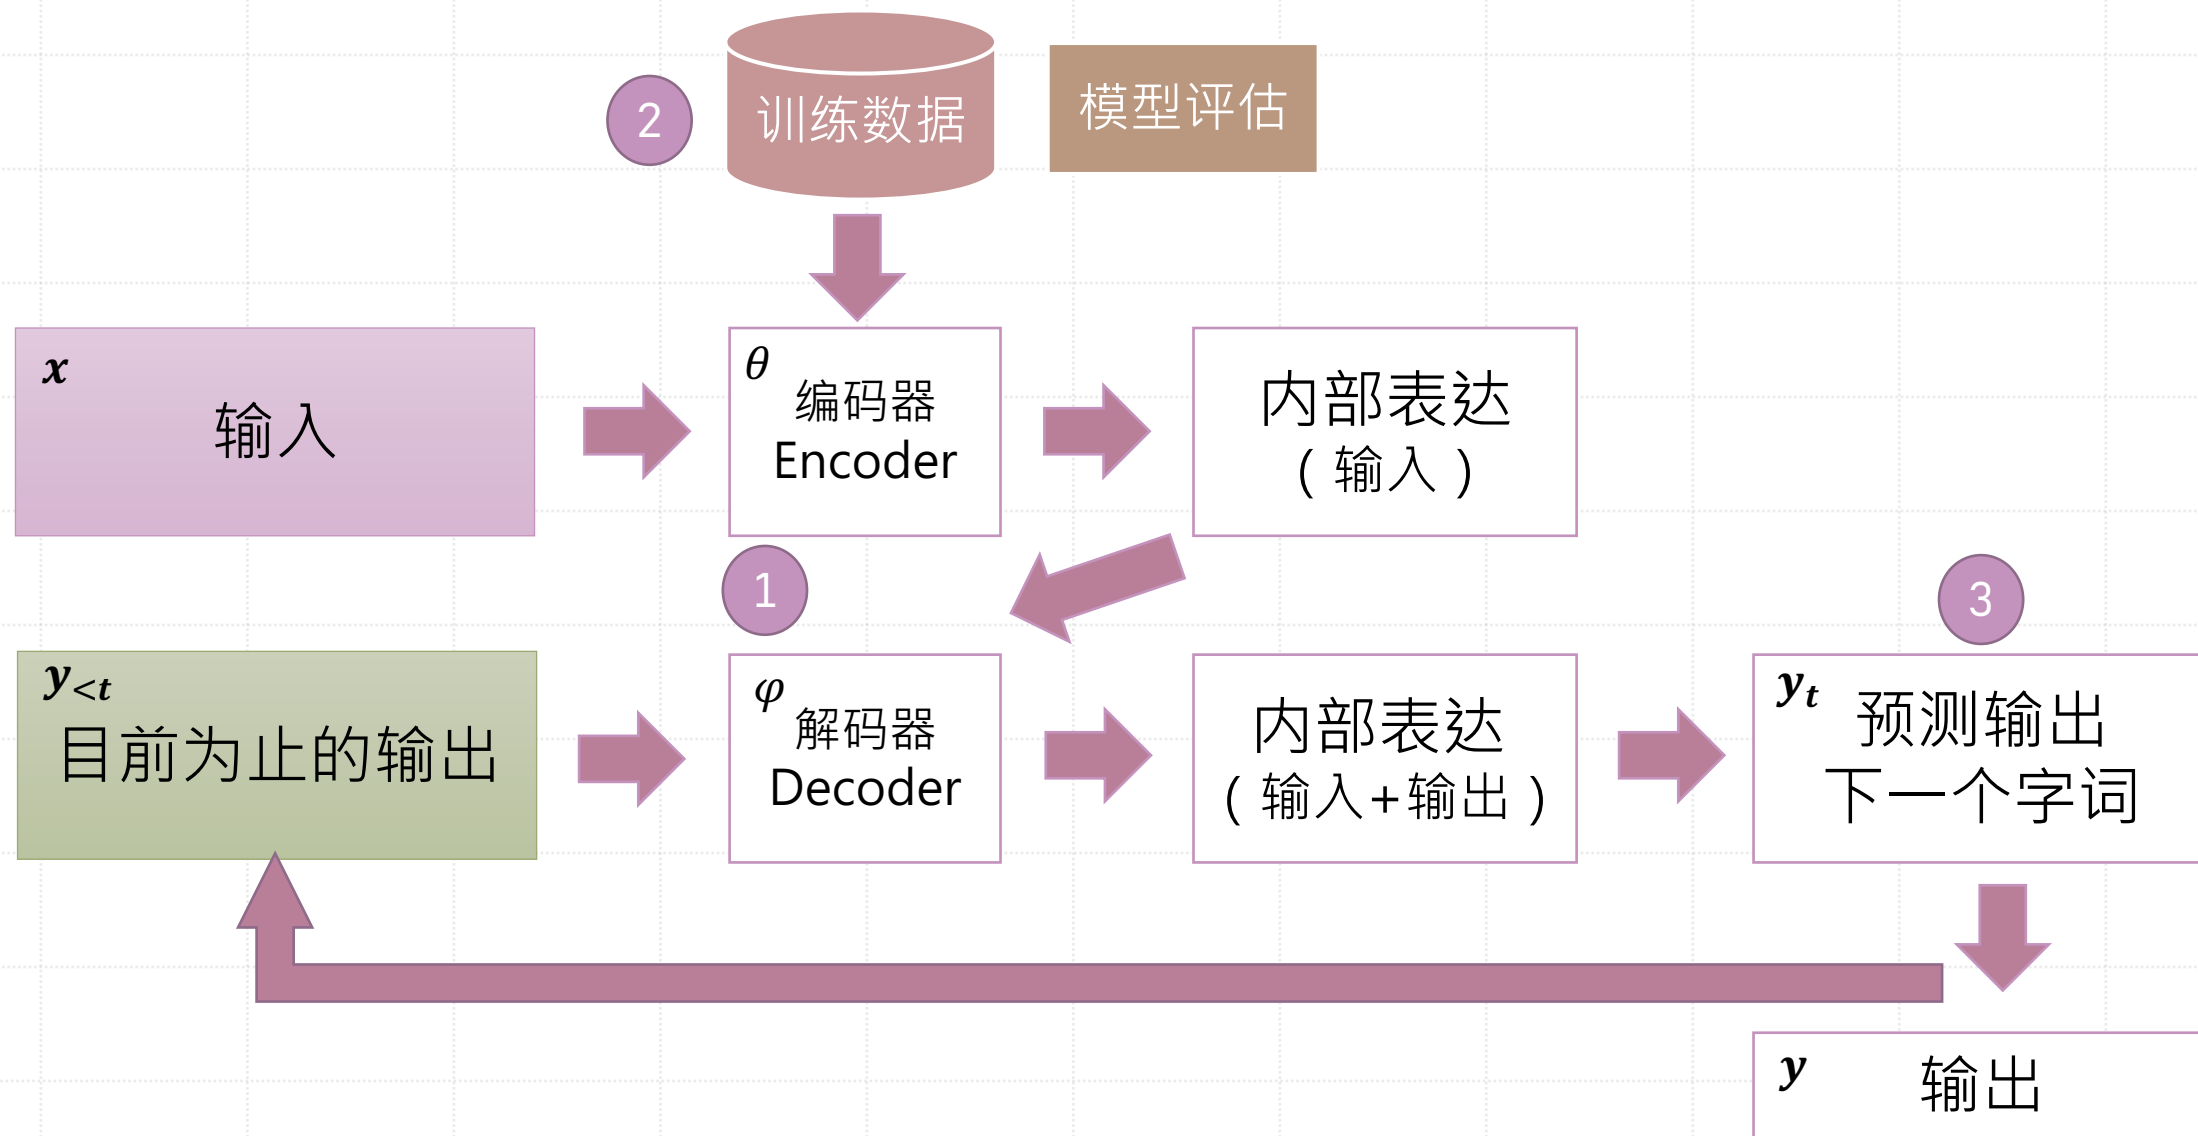 2
训练数据
模型评估
x
输入
θ
编码器
Encoder
内部表达
（输入）
1
3
y<t
目前为止的输出
φ
解码器
Decoder
内部表达
（输入+输出）
yt
预测输出
下一个字词
y
输出